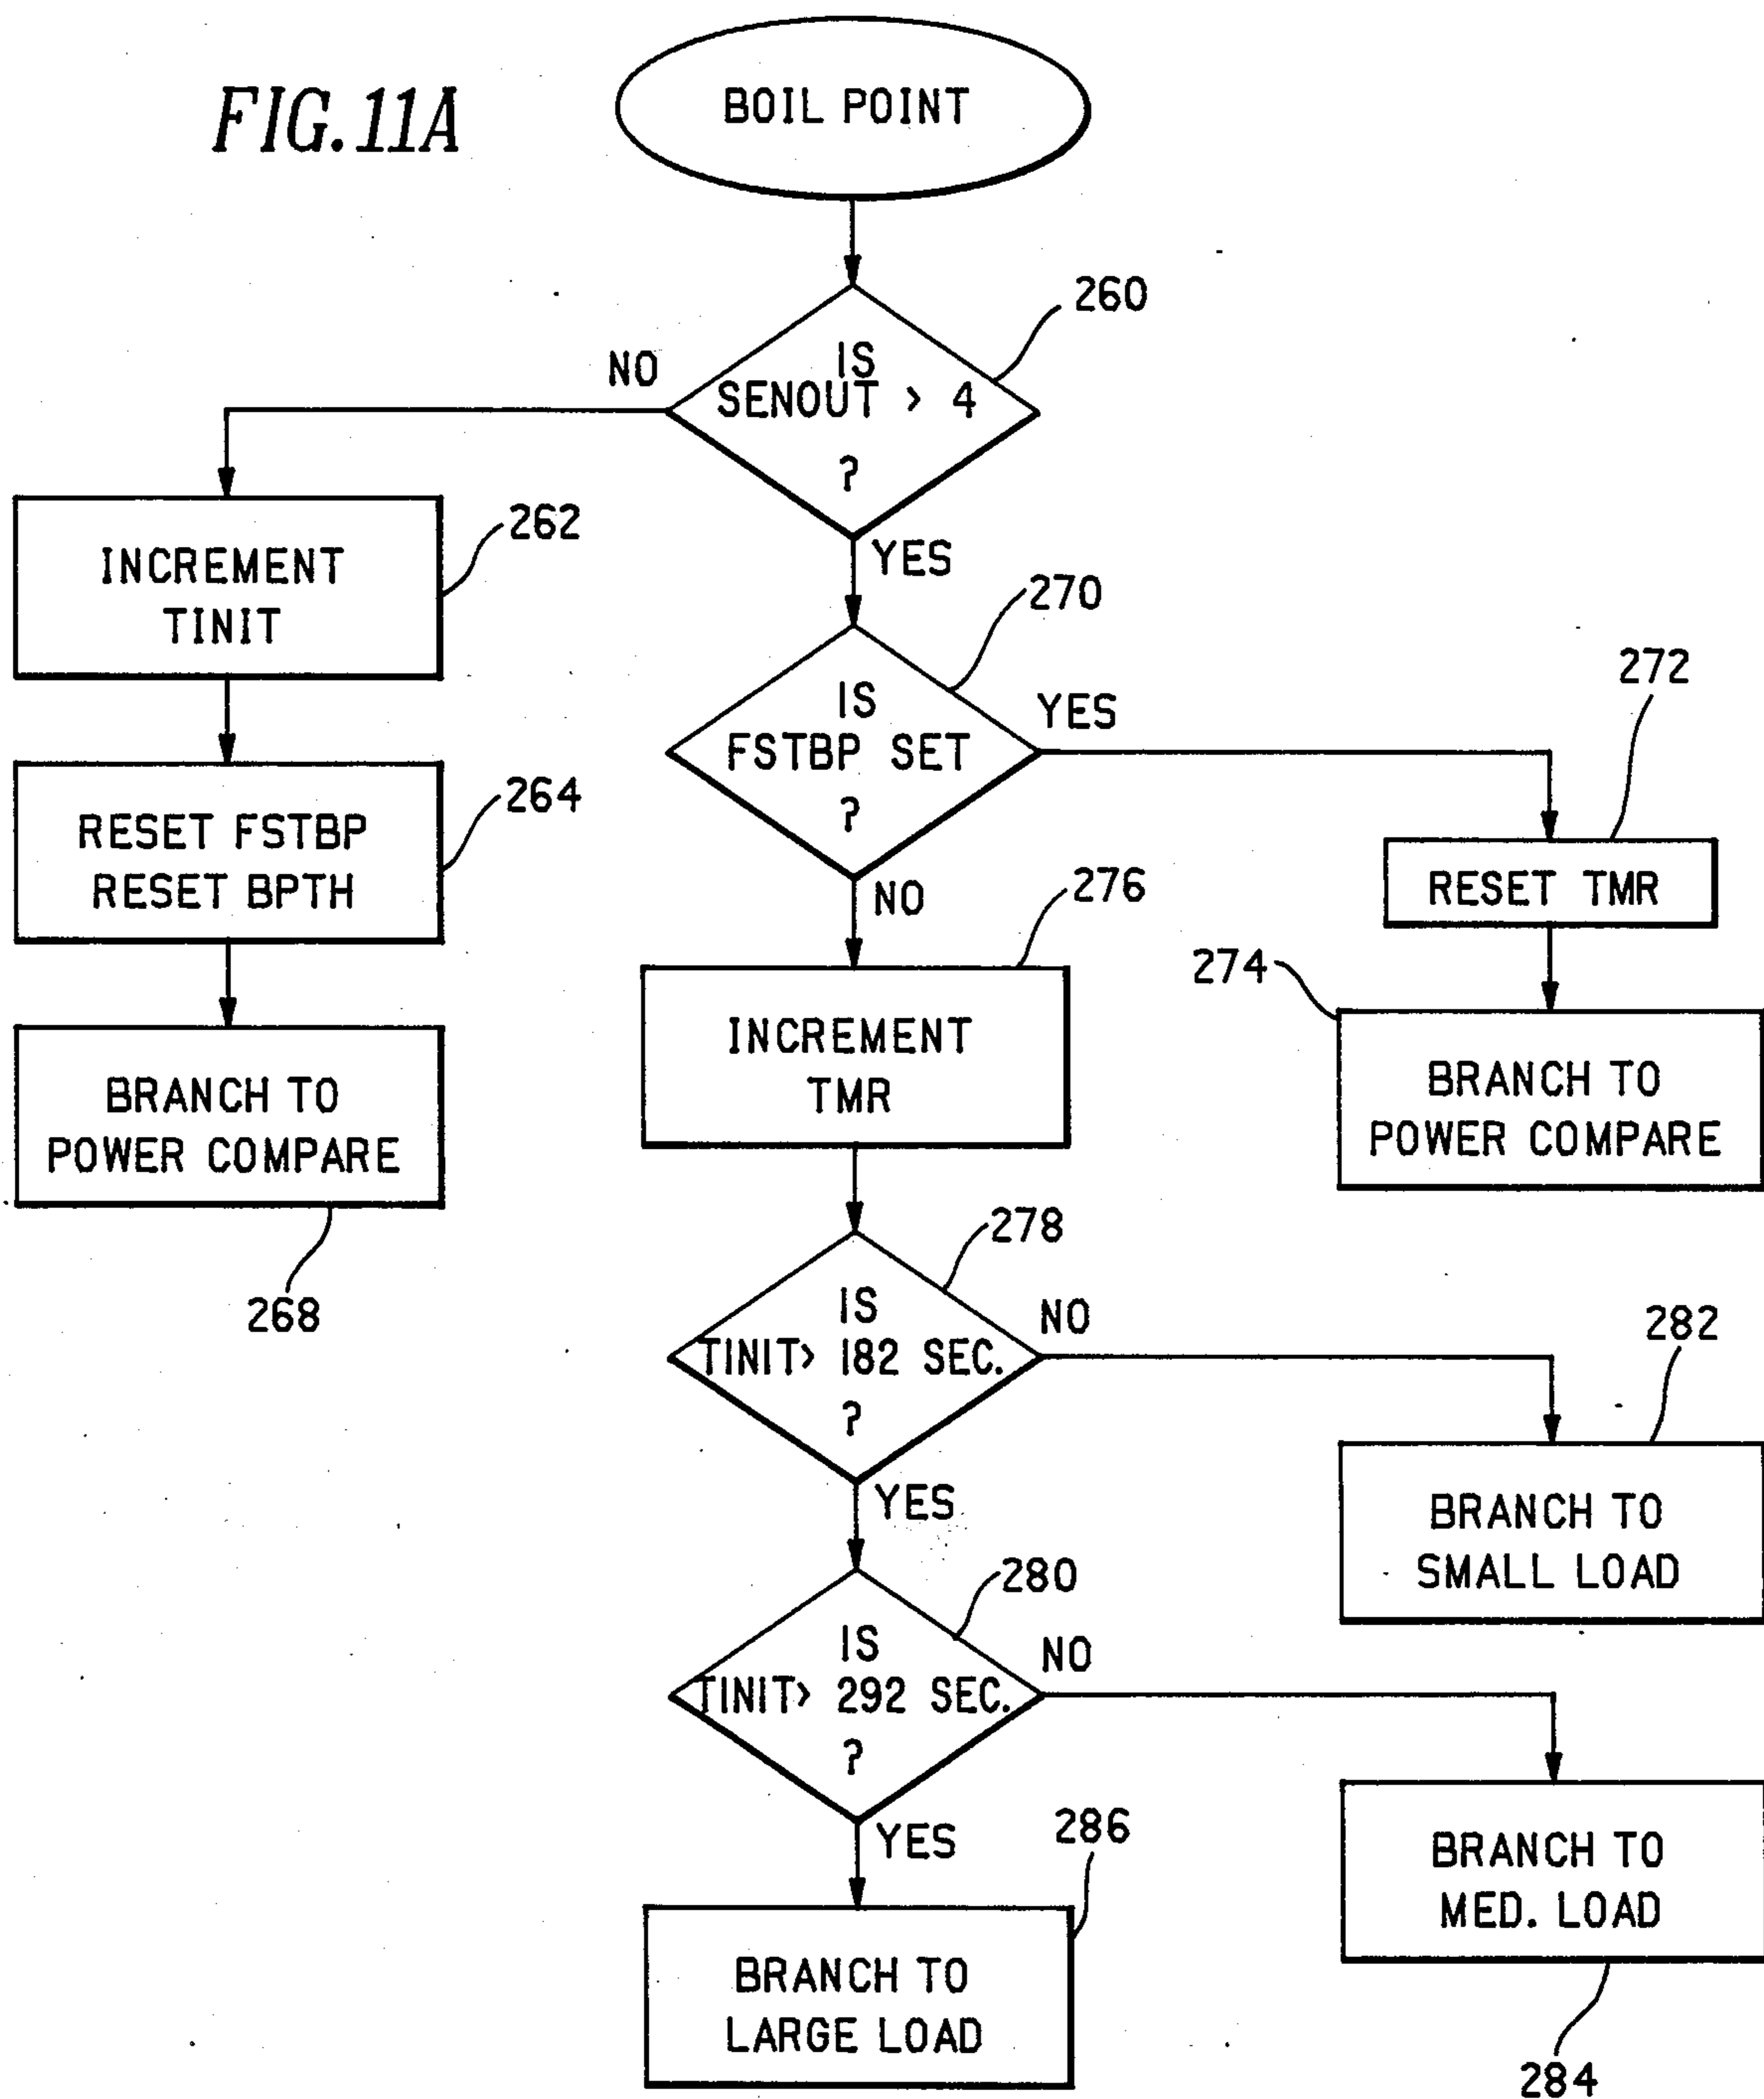 FIG. 11A
BOIL POINT
260
IS
SENOUT > 4
?
NO
YES
262
INCREMENT
TINIT
264
RESET FSTBP
RESET BPTH
BRANCH TO
POWER COMPARE
268
270
IS
FSTBP SET
?
YES
NO
272
RESET TMR
274
BRANCH TO
POWER COMPARE
276
INCREMENT
TMR
278
IS
TINIT> 182 SEC.
?
NO
YES
282
BRANCH TO
SMALL LOAD
280
IS
TINIT> 292 SEC.
?
NO
YES
BRANCH TO
MED. LOAD
284
286
BRANCH TO
LARGE LOAD